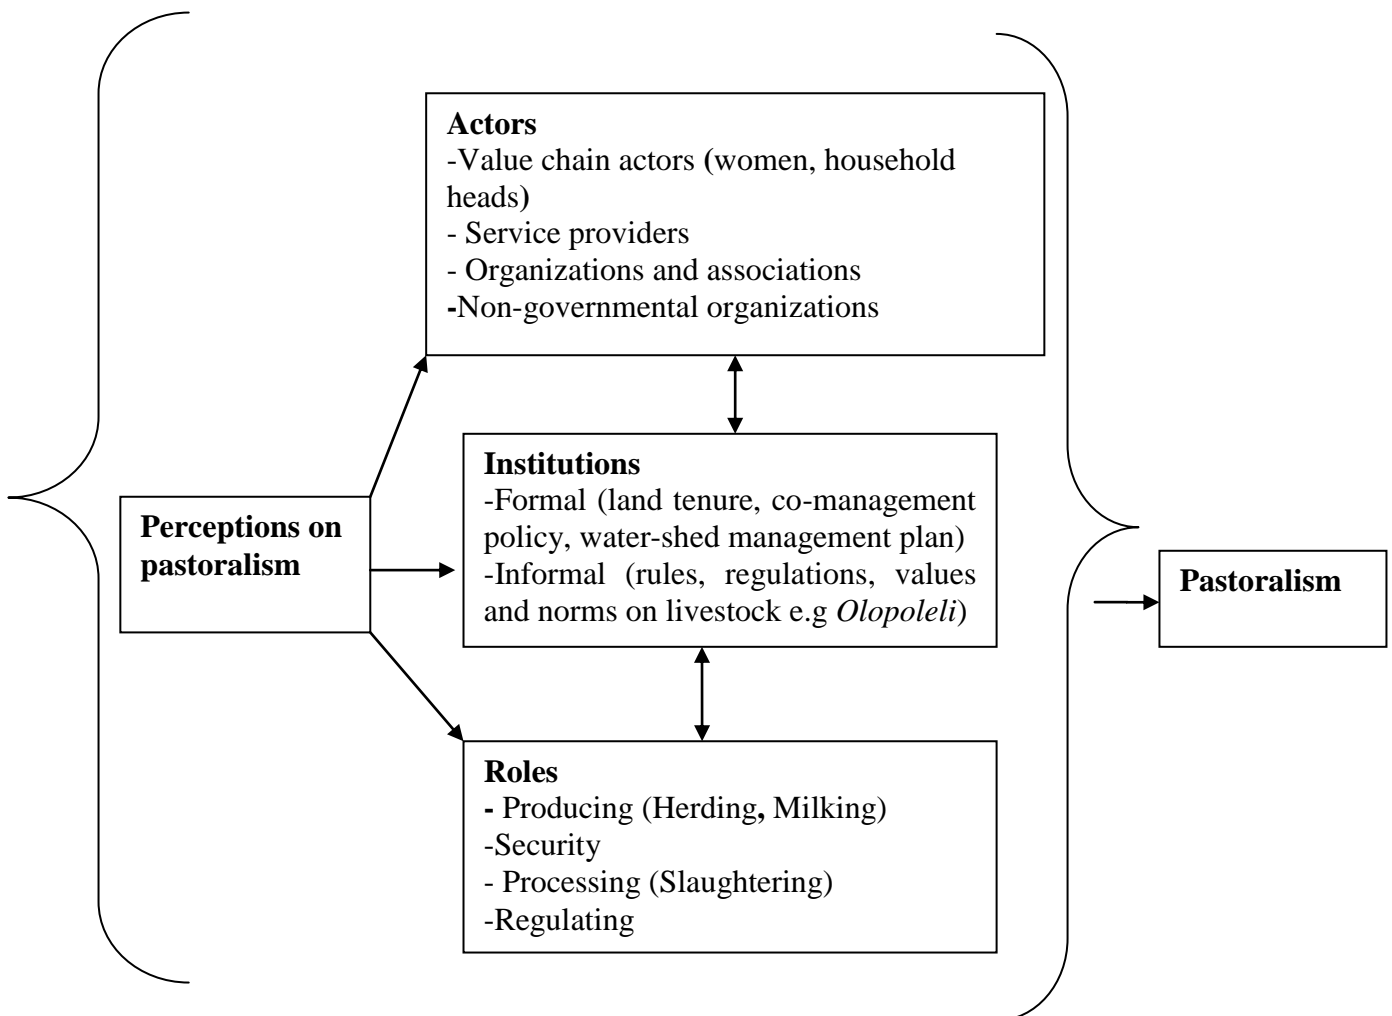 Actors
-Value chain actors (women, household
heads)
- Service providers
- Organizations and associations
-Non-governmental organizations
Perceptions on
pastoralism
Institutions
-Formal (land tenure, co-management
policy, water-shed management plan)
-Informal (rules, regulations, values
and norms on livestock e.g Olopoleli)
Roles
- Producing (Herding, Milking)
-Security
- Processing (Slaughtering)
-Regulating
Pastoralism